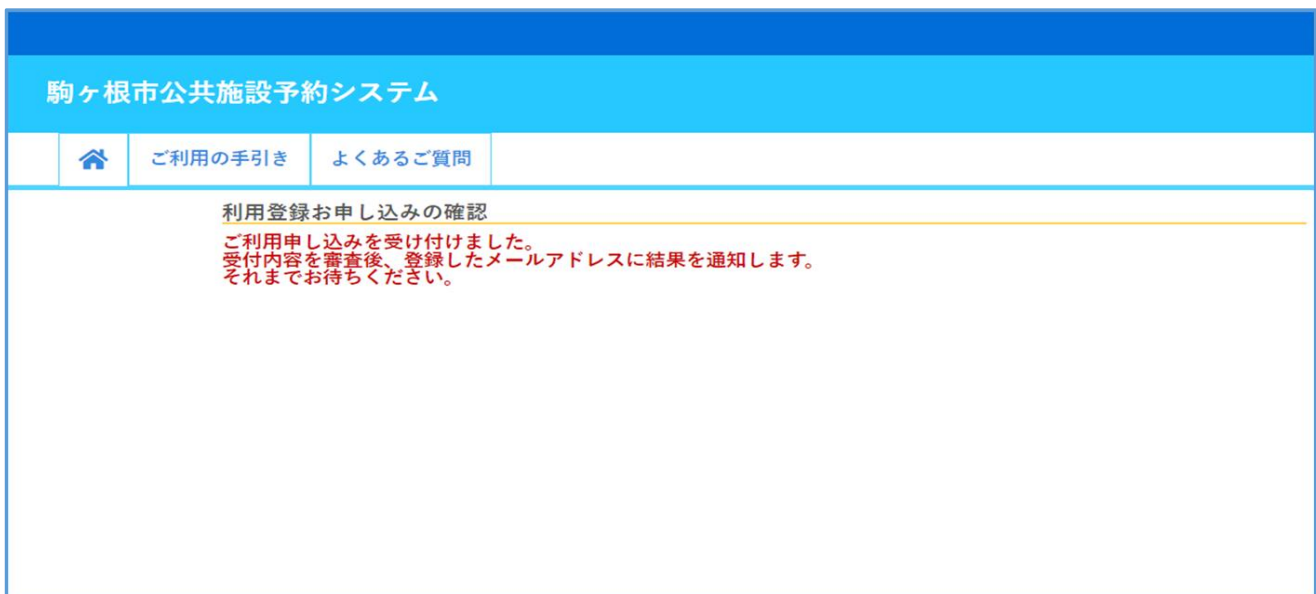 駒ヶ根市公共施設予約システム
ご利用の手引き
よくあるご質問
利用登録お申し込みの確認
ご利用申し込みを受け付けました。
受付内容を審査後、登録したメールアドレスに結果を通知します。
それまでお待ちください。